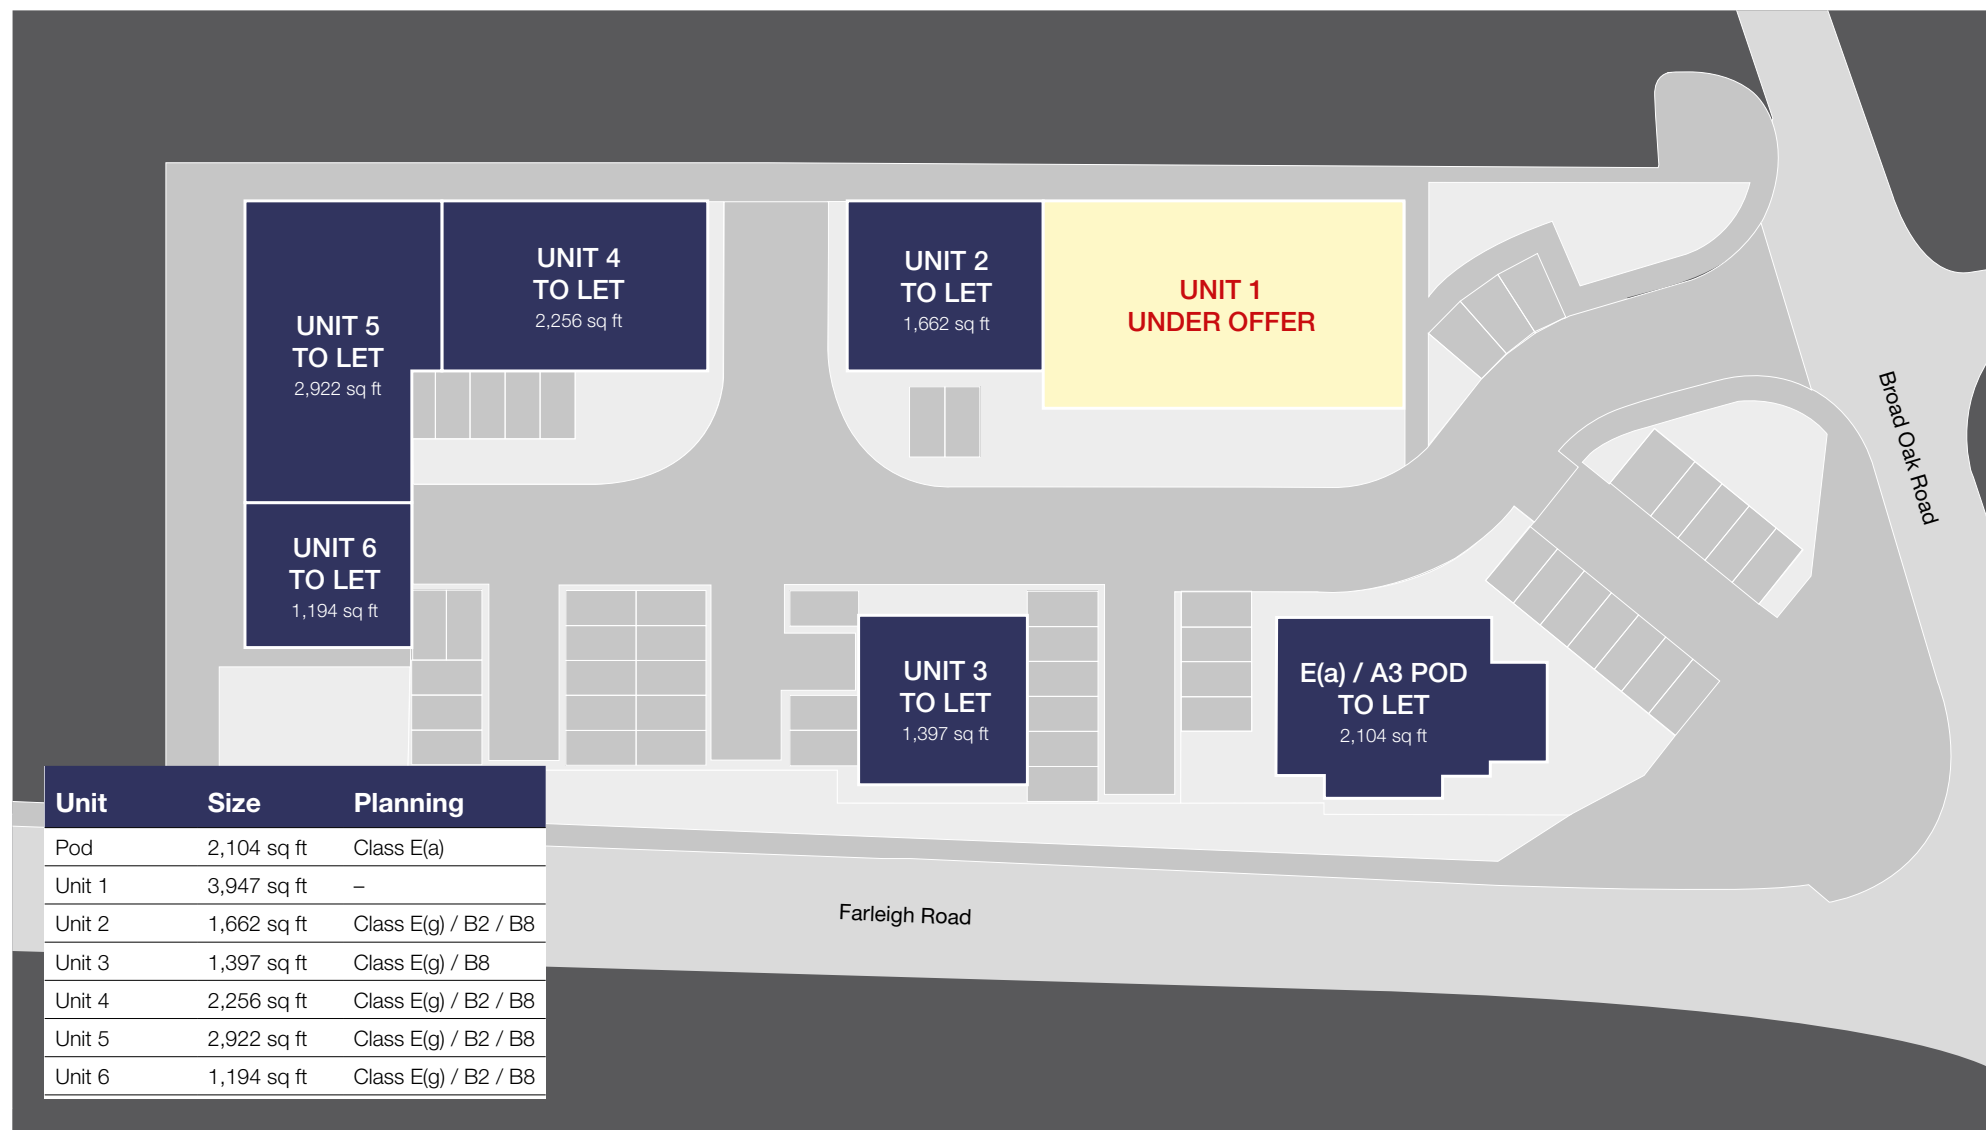 UNIT 5
TO LET
2,922 sq ft
UNIT 4
TO LET
2,256 sq ft
UNIT 2
TO LET
1,662 sq ft
UNIT 1
UNDER OFFER
UNIT 6
TO LET
1,194 sq ft
UNIT 3
TO LET
1,397 sq ft
E(a) / A3 POD
TO LET
2,104 sq ft
Broad Oak Road
Farleigh Road
Unit Size Planning
Pod 2,104 sq ft Class E(a)
Unit 1 3,947 sq ft –
Unit 2 1,662 sq ft Class E(g) / B2 / B8
Unit 3 1,397 sq ft Class E(g) / B8
Unit 4 2,256 sq ft Class E(g) / B2 / B8
Unit 5 2,922 sq ft Class E(g) / B2 / B8
Unit 6 1,194 sq ft Class E(g) / B2 / B8